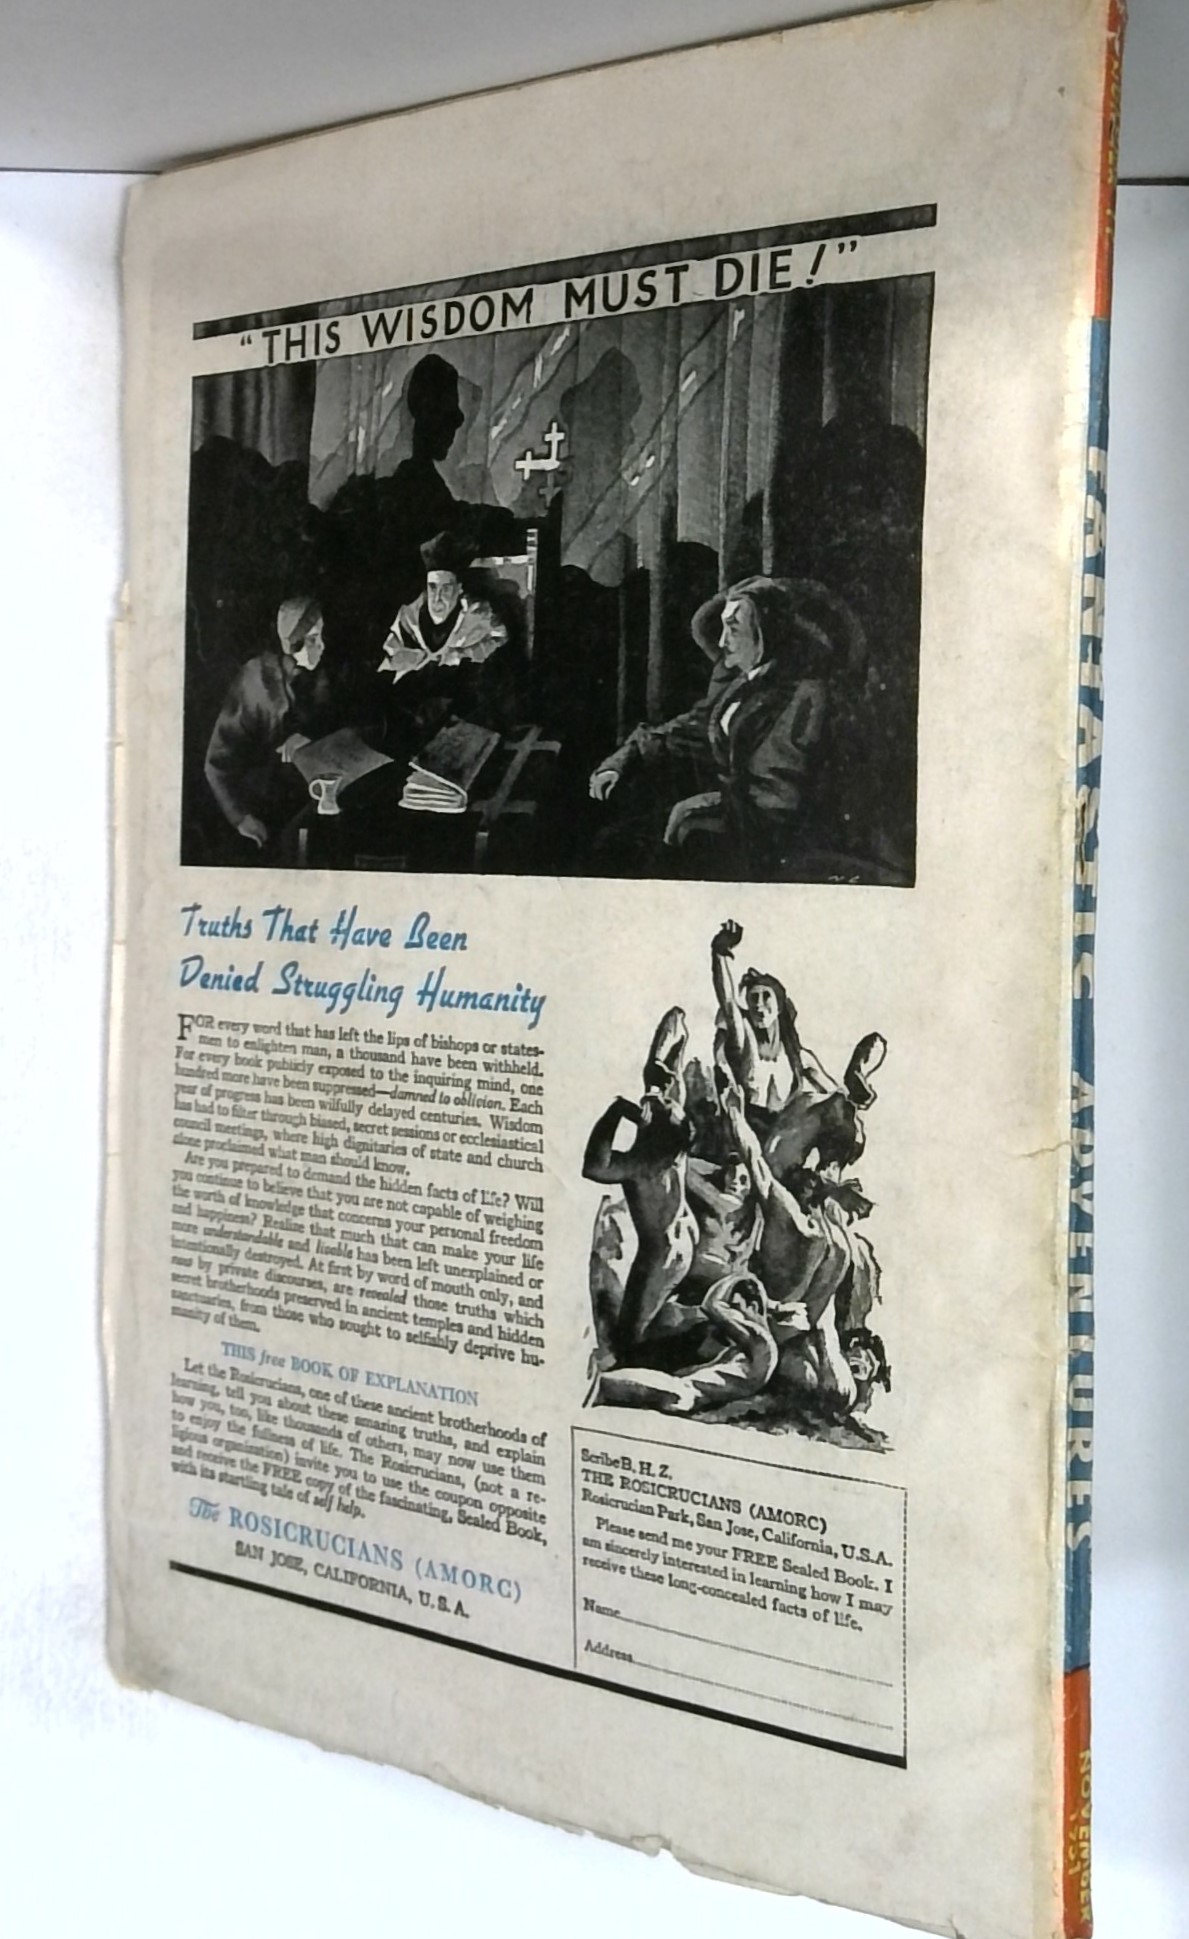 “THIS WISDOM MUST DIE!”
Truths That Have Been
Denied Struggling Humanity
FOR every word that has left the lips of bishops or states-
men to enlighten man, a thousand have been withheld.
For every book publicly exposed to the inquiring mind, one
hundred more have been suppressed—damned to oblivion. Each
year of progress has been wilfully delayed centuries. Wisdom
has had to filter through biased, secret sessions or ecclesiastical
council meetings, where high dignitaries of state and church
alone proclaimed what man should know.
Are you prepared to demand the hidden facts of life? Will
you continue to believe that you are not capable of weighing
the worth of knowledge that concerns your personal freedom
and happiness? Realize that much that can make your life
more understandable and liveable has been left unexplained or
intentionally destroyed. At first by word of mouth only, and
now by private discourses, are revealed those truths which
secret brotherhoods preserved in ancient temples and hidden
sanctuaries, from those who sought to selfishly deprive hu-
manity of them.
THIS free BOOK OF EXPLANATION
Let the Rosicrucians, one of these ancient brotherhoods of
learning, tell you about these amazing truths, and explain
how you, too, like thousands of others, may now use them
to enjoy the fullness of life. The Rosicrucians, (not a re-
ligious organization) invite you to use the coupon opposite
and receive the FREE copy of the fascinating, Sealed Book,
with its startling tale of self help.
The ROSICRUCIANS (AMORC)
SAN JOSE, CALIFORNIA, U.S.A.
Scribe B, H. Z.
THE ROSICRUCIANS (AMORC)
Rosicrucian Park, San Jose, California, U.S.A.
Please send me your FREE Sealed Book. I
am sincerely interested in learning how I may
receive these long-concealed facts of life.
Name
Address
FANTASTIC ADVENTURES
NOVEMBER